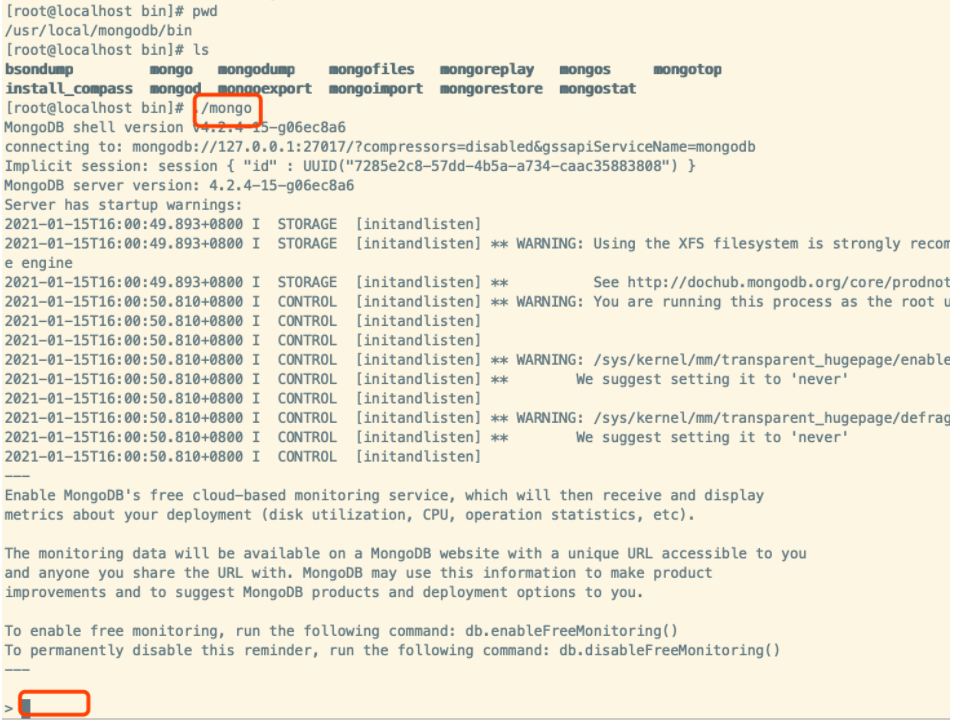 [root@localhost bin]# pwd
/usr/local/mongodb/bin
[root@localhost bin]# ls
bsondump mongo mongodump mongofiles mongoreplay mongos mongotop
install_compass mongod mongoexport mongoimport mongorestore mongostat
[root@localhost bin]# ./mongo
MongoDB shell version v4.2.4-15-g06ec8a6
connecting to: mongodb://127.0.0.1:27017/?compressors=disabled&gssapiServiceName=mongodb
Implicit session: session { "id" : UUID("7285e2c8-57dd-4b5a-a734-caac35883808") }
MongoDB server version: 4.2.4-15-g06ec8a6
Server has startup warnings:
2021-01-15T16:00:49.893+0800 I STORAGE [initandlisten]
2021-01-15T16:00:49.893+0800 I STORAGE [initandlisten] ** WARNING: Using the XFS filesystem is strongly recom
e engine
2021-01-15T16:00:49.893+0800 I STORAGE [initandlisten] ** See http://dochub.mongodb.org/core/prodnot
2021-01-15T16:00:50.810+0800 I CONTROL [initandlisten] ** WARNING: You are running this process as the root u
2021-01-15T16:00:50.810+0800 I CONTROL [initandlisten]
2021-01-15T16:00:50.810+0800 I CONTROL [initandlisten]
2021-01-15T16:00:50.810+0800 I CONTROL [initandlisten] ** WARNING: /sys/kernel/mm/transparent_hugepage/enable
2021-01-15T16:00:50.810+0800 I CONTROL [initandlisten] ** We suggest setting it to 'never'
2021-01-15T16:00:50.810+0800 I CONTROL [initandlisten]
2021-01-15T16:00:50.810+0800 I CONTROL [initandlisten] ** WARNING: /sys/kernel/mm/transparent_hugepage/defrag
2021-01-15T16:00:50.810+0800 I CONTROL [initandlisten] ** We suggest setting it to 'never'
2021-01-15T16:00:50.810+0800 I CONTROL [initandlisten]
---
Enable MongoDB's free cloud-based monitoring service, which will then receive and display
metrics about your deployment (disk utilization, CPU, operation statistics, etc).
The monitoring data will be available on a MongoDB website with a unique URL accessible to you
and anyone you share the URL with. MongoDB may use this information to make product
improvements and to suggest MongoDB products and deployment options to you.
To enable free monitoring, run the following command: db.enableFreeMonitoring()
To permanently disable this reminder, run the following command: db.disableFreeMonitoring()
---
>